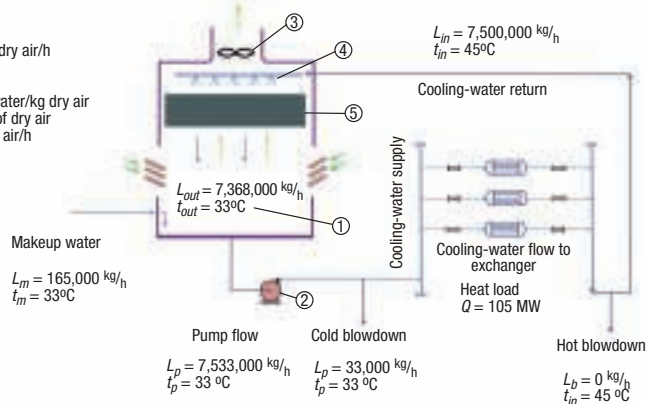 ③
dry air/h
④
water/kg dry air
of dry air
air/h
⑤
L_in = 7,500,000 kg/h
t_in = 45ºC
Cooling-water return
L_out = 7,368,000 kg/h
t_out = 33ºC
①
Makeup water
L_m = 165,000 kg/h
t_m = 33ºC
Cooling-water supply
Cooling-water flow to
exchanger
Heat load
Q = 105 MW
②
Pump flow
L_p = 7,533,000 kg/h
t_p = 33 ºC
Cold blowdown
L_p = 33,000 kg/h
t_p = 33 ºC
Hot blowdown
L_b = 0 kg/h
t_in = 45 ºC